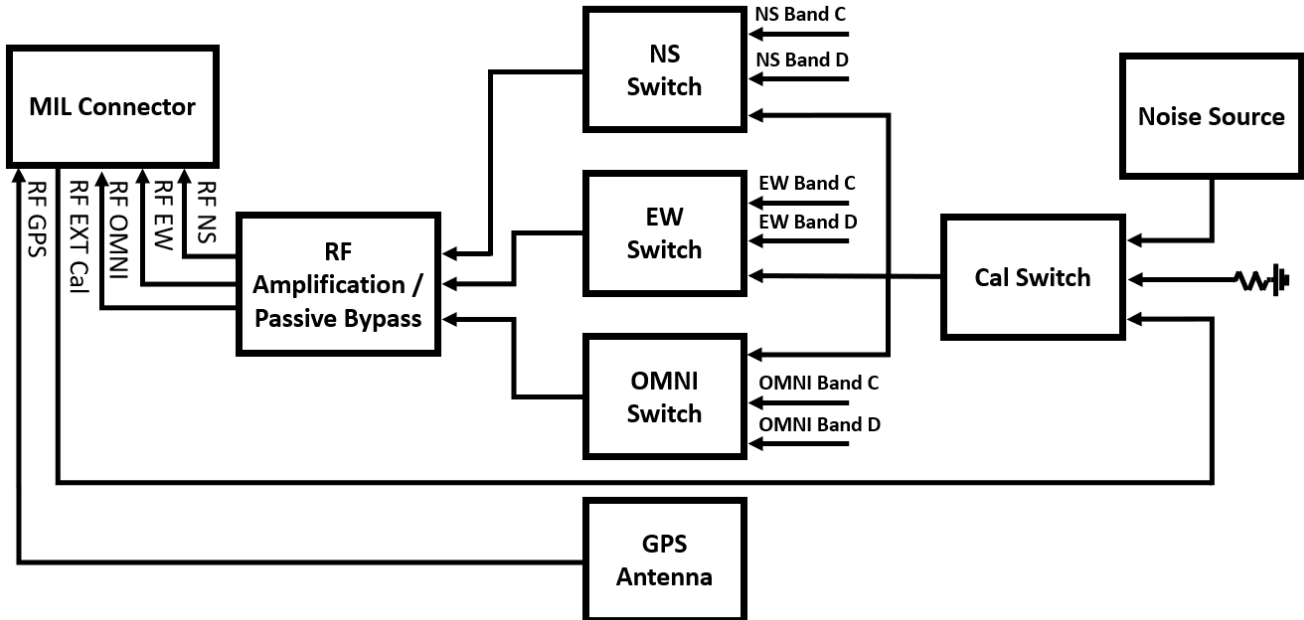 MIL Connector
RF GPS
RF EXT Cal
RF OMNI
RF EW
RF NS
RF
Amplification /
Passive Bypass
NS
Switch
NS Band C
NS Band D
EW
Switch
EW Band C
EW Band D
OMNI
Switch
OMNI Band C
OMNI Band D
GPS
Antenna
Cal Switch
Noise Source